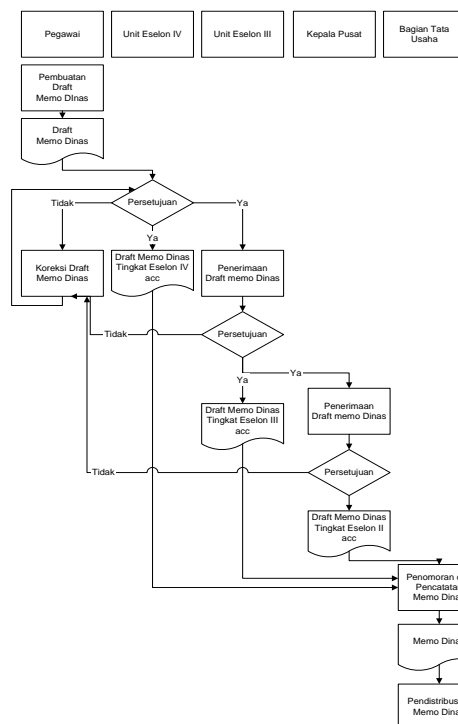 Pegawai
Unit Eselon IV
Unit Eselon III
Kepala Pusat
Bagian Tata
Usaha
Pembuatan
Draft
Memo DInas
Draft
Memo Dinas
Persetujuan
Tidak
Ya
Ya
Koreksi Draft
Memo Dinas
Draft Memo Dinas
Tingkat Eselon IV
acc
Penerimaan
Draft memo Dinas
Persetujuan
Tidak
Ya
Ya
Draft Memo Dinas
Tingkat Eselon III
acc
Penerimaan
Draft memo Dinas
Persetujuan
Tidak
Draft Memo Dinas
Tingkat Eselon II
acc
Penomoran
Pencatata
Memo Dina
Memo Dina
Pendistribus
Memo Dina